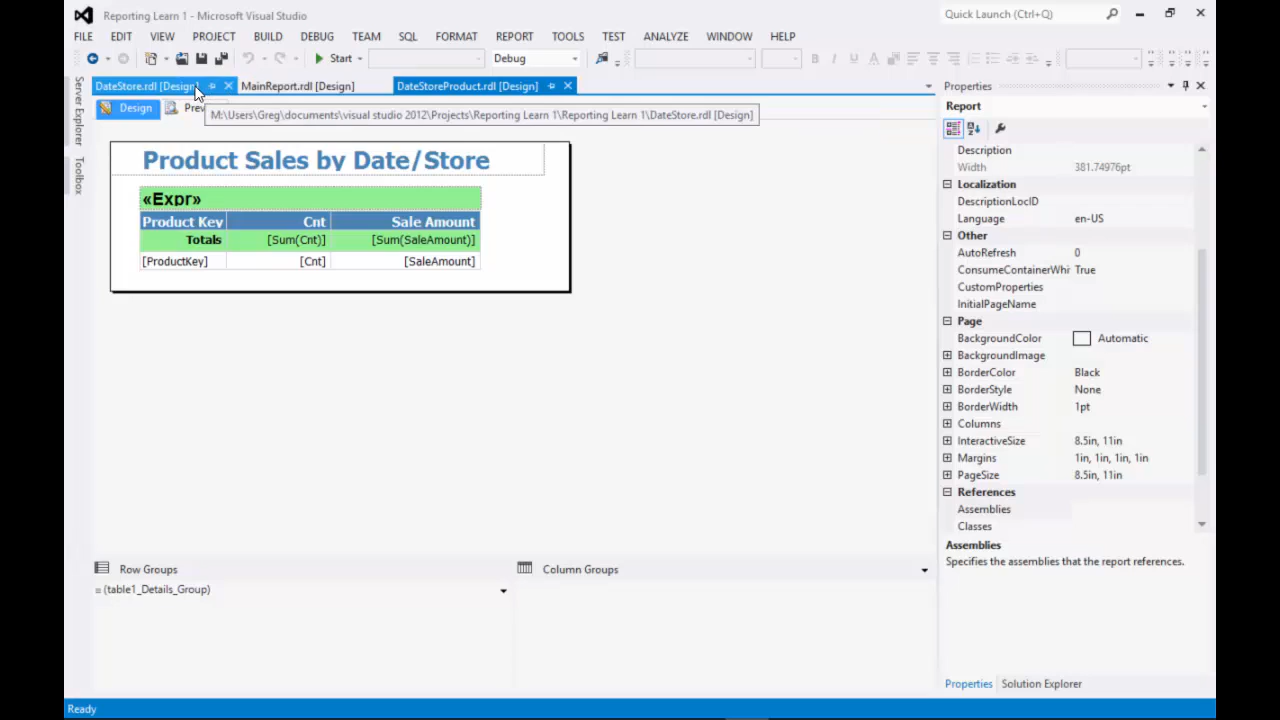 Reporting Learn 1 - Microsoft Visual Studio
Quick Launch (Ctrl+Q)
FILE EDIT VIEW PROJECT BUILD DEBUG TEAM SQL FORMAT REPORT TOOLS TEST ANALYZE WINDOW HELP
Start Debug
B I U A
Server Explorer
Toolbox
DateStore.rdl [Design] MainReport.rdl [Design] DateStoreProduct.rdl [Design]
Design
M:\Users\Greg\documents\visual studio 2012\Projects\Reporting Learn 1\Reporting Learn 1\DateStore.rdl [Design]
Product Sales by Date/Store
«Expr»
Product Key Cnt Sale Amount
Totals [Sum(Cnt)] [Sum(SaleAmount)]
[ProductKey] [Cnt] [SaleAmount]
Row Groups
(table1_Details_Group)
Column Groups
Properties
Report
Description
Width 381.74976pt
Localization
DescriptionLocID
Language en-US
Other
AutoRefresh 0
ConsumeContainerWhi True
CustomProperties
InitialPageName
Page
BackgroundColor Automatic
BackgroundImage
BorderColor Black
BorderStyle None
BorderWidth 1pt
Columns
InteractiveSize 8.5in, 11in
Margins 1in, 1in, 1in, 1in
PageSize 8.5in, 11in
References
Assemblies
Classes
Assemblies
Specifies the assemblies that the report references.
Properties Solution Explorer
Ready